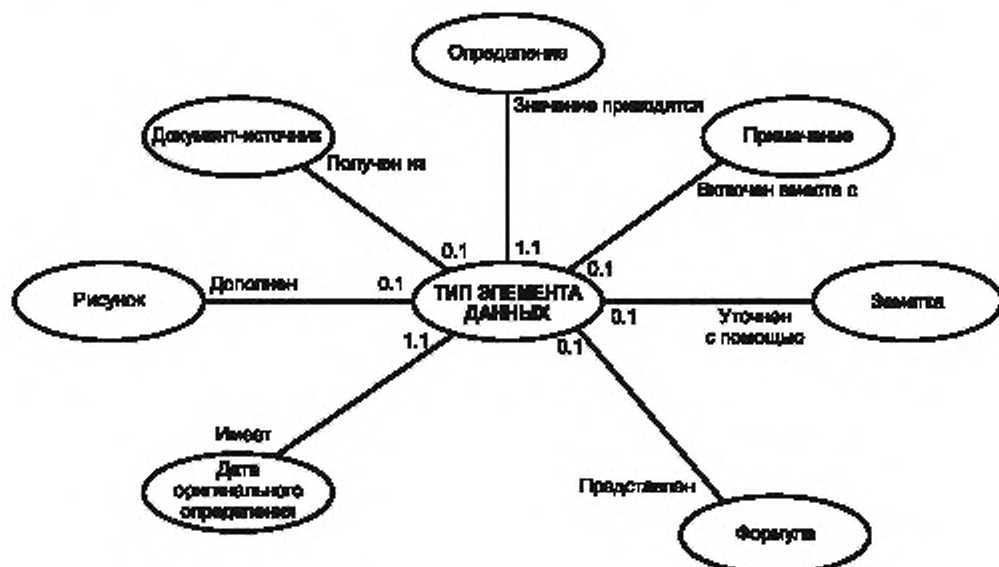 Определение
Значение приводятся
Документ-источник
Примечание
Получен из
Включен вместе с
0.1
1.1
0.1
Рисунок
Дополнен
0.1
ТИП ЭЛЕМЕНТА
ДАННЫХ
0.1
Уточнен
с помощью
Заметка
1.1
0.1
Имеет
Дата
оригинального
определения
Представлен
Формула